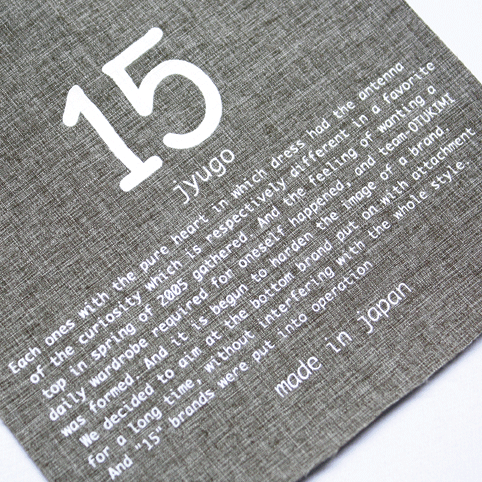 15
jyugo
Each ones with the pure heart in which dress had the antenna
of the curiosity which is respectively different in a favorite
top in spring of 2005 gathered. And the feeling of wanting a
daily wardrobe required for oneself happened, and team-OTUKIMI
was formed. And it is begun to harden the image of a brand.
We decided to aim at the bottom brand put on with attachment
for a long time, without interfering with the whole style.
And "15" brands were put into operation
made in japan